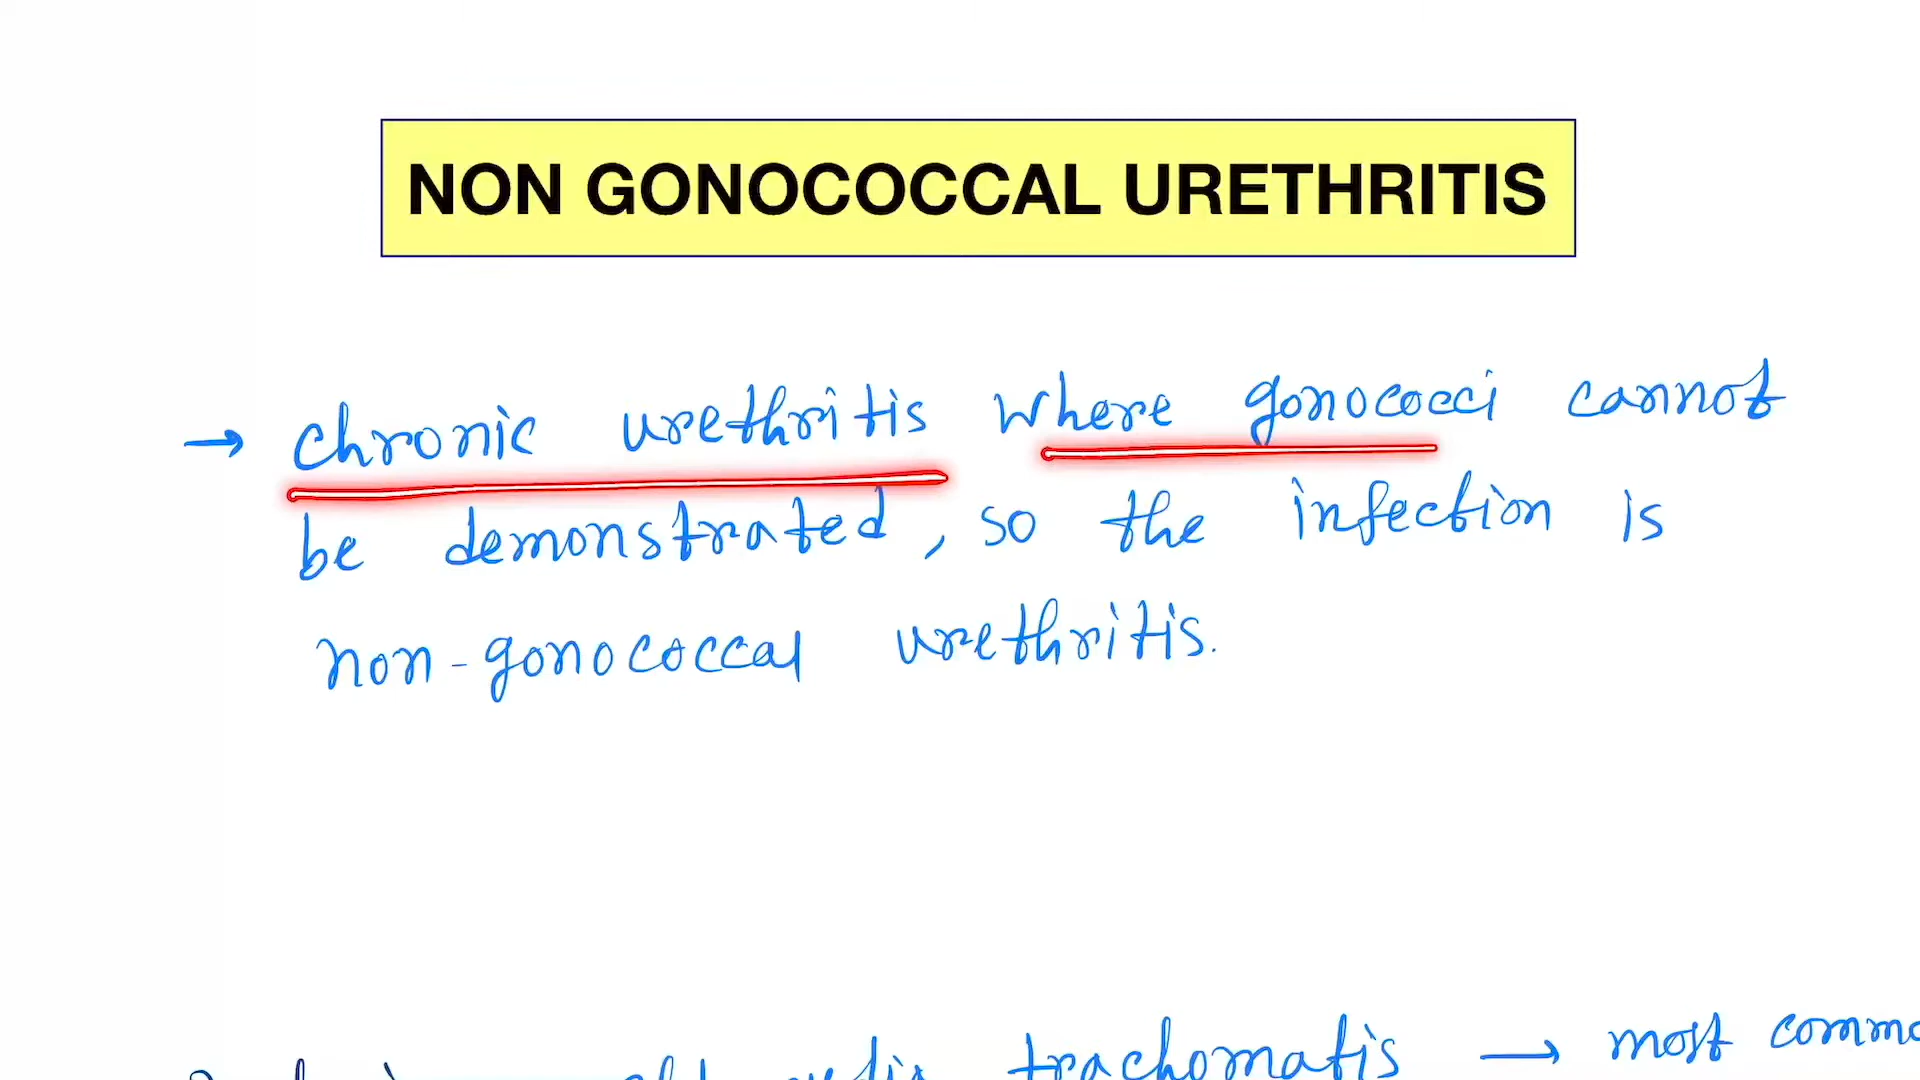 NON GONOCOCCAL URETHRITIS
→ chronic urethritis where gonococci cannot
be demonstrated, so the infection is
non-gonococcal urethritis.
trachomatis → most